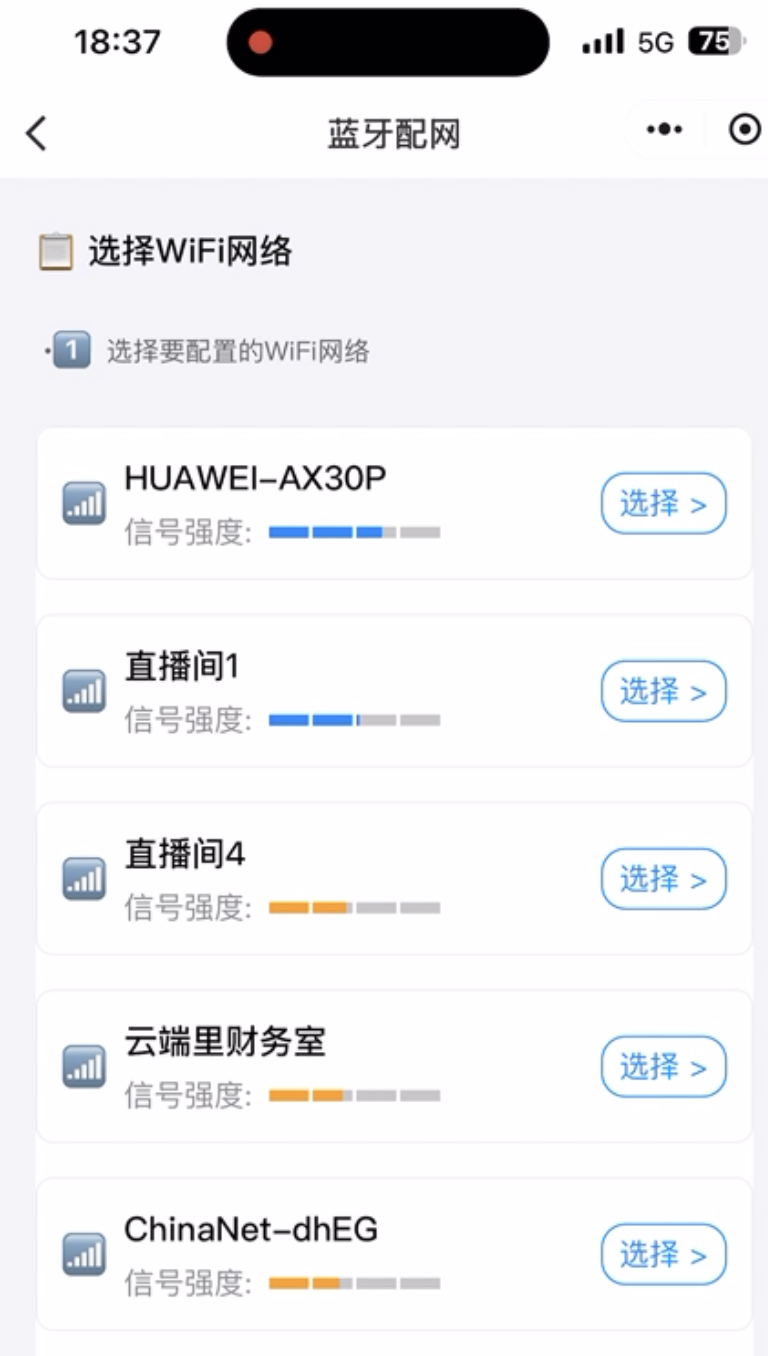 18:37 5G 75
蓝牙配网
选择WiFi网络
1 选择要配置的WiFi网络
HUAWEI-AX30P
信号强度:
选择 >
直播间1
信号强度:
选择 >
直播间4
信号强度:
选择 >
云端里财务室
信号强度:
选择 >
ChinaNet-dhEG
信号强度:
选择 >